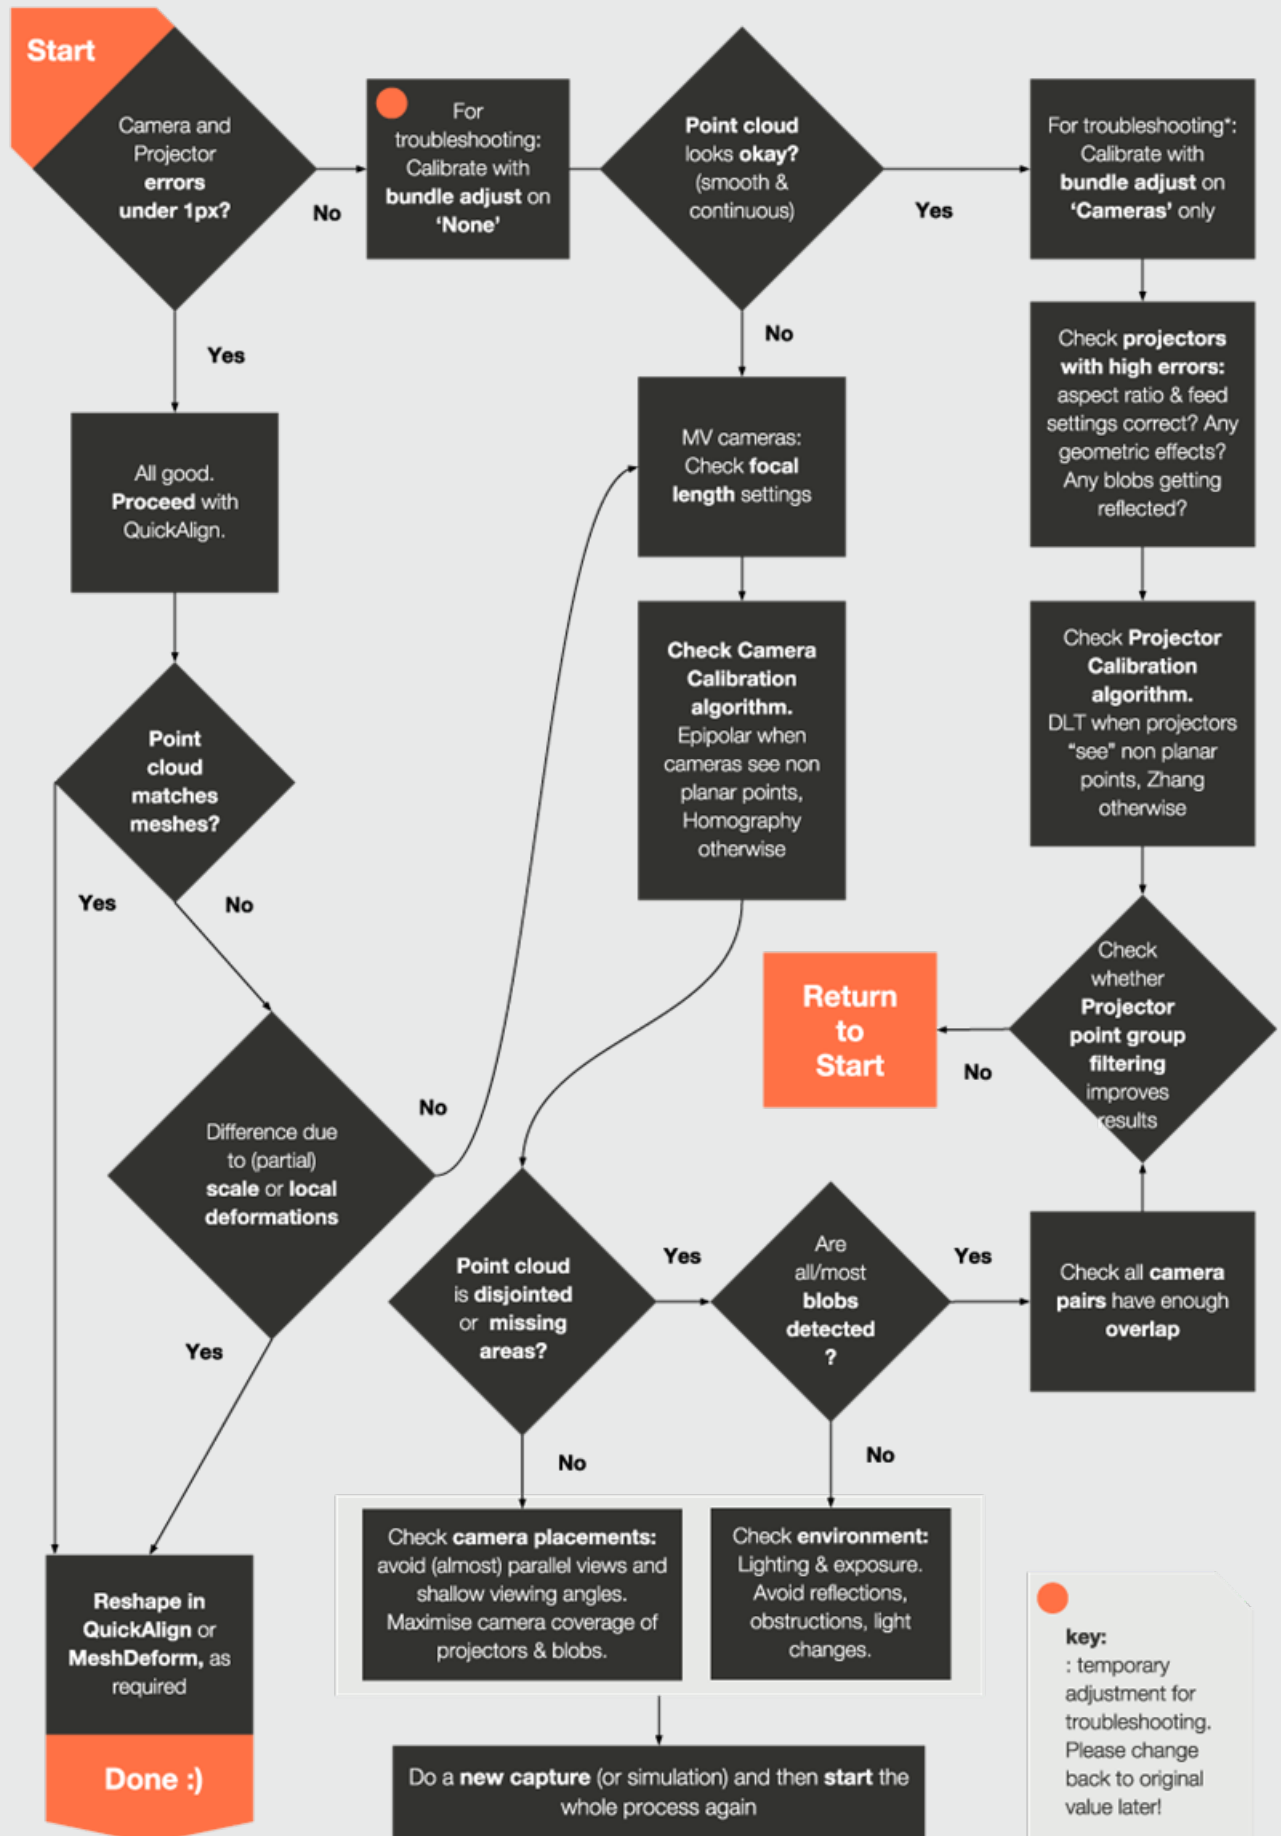 Start
Camera and
Projector
errors
under 1px?
No
For
troubleshooting:
Calibrate with
bundle adjust on
‘None’
Point cloud
looks okay?
(smooth &
continuous)
Yes
For troubleshooting*:
Calibrate with
bundle adjust on
‘Cameras’ only
Yes
No
All good.
Proceed with
QuickAlign.
MV cameras:
Check focal
length settings
Check projectors
with high errors:
aspect ratio & feed
settings correct? Any
geometric effects?
Any blobs getting
reflected?
Point
cloud
matches
meshes?
Check Camera
Calibration
algorithm.
Epipolar when
cameras see non
planar points,
Homography
otherwise
Check Projector
Calibration
algorithm.
DLT when projectors
“see” non planar
points, Zhang
otherwise
Yes
No
Return
to
Start
No
Check
whether
Projector
point group
filtering
improves
results
Difference due
to (partial)
scale or local
deformations
No
Yes
Point cloud
is disjointed
or missing
areas?
Yes
Are
all/most
blobs
detected
?
Yes
Check all camera
pairs have enough
overlap
No
No
Reshape in
QuickAlign or
MeshDeform, as
required
Done :)
Check camera placements:
avoid (almost) parallel views and
shallow viewing angles.
Maximise camera coverage of
projectors & blobs.
Check environment:
Lighting & exposure.
Avoid reflections,
obstructions, light
changes.
Do a new capture (or simulation) and then start the
whole process again
key:
: temporary
adjustment for
troubleshooting.
Please change
back to original
value later!